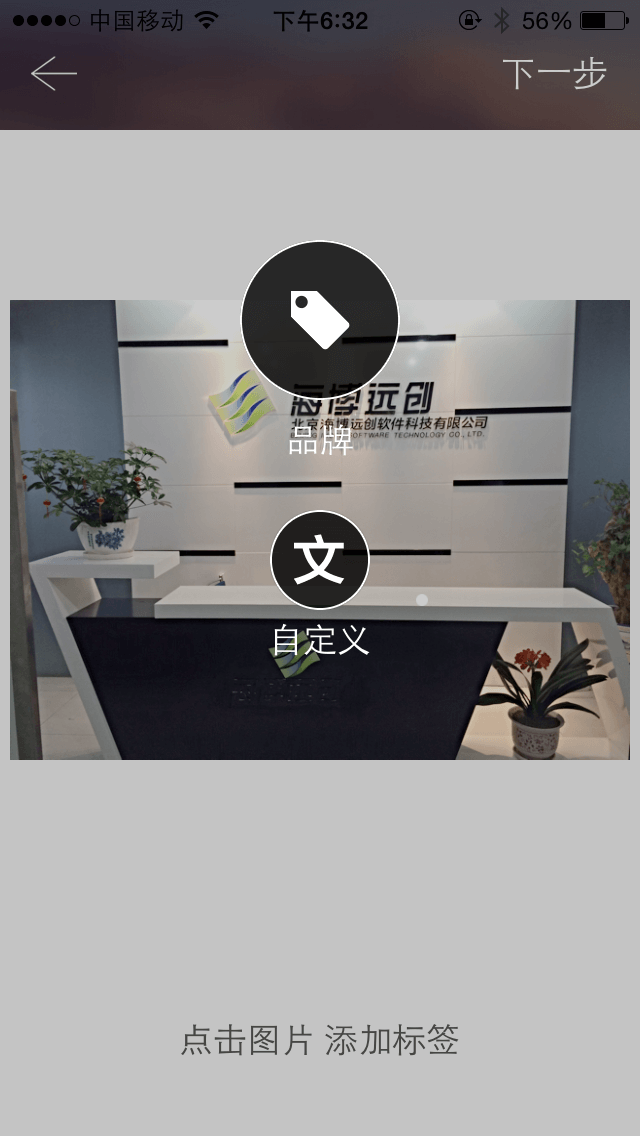 中国移动 下午6:32 56%
下一步
海博远创
北京海博远创软件科技有限公司
SOFTWARE TECHNOLOGY CO., LTD.
品牌
文
自定义
点击图片 添加标签